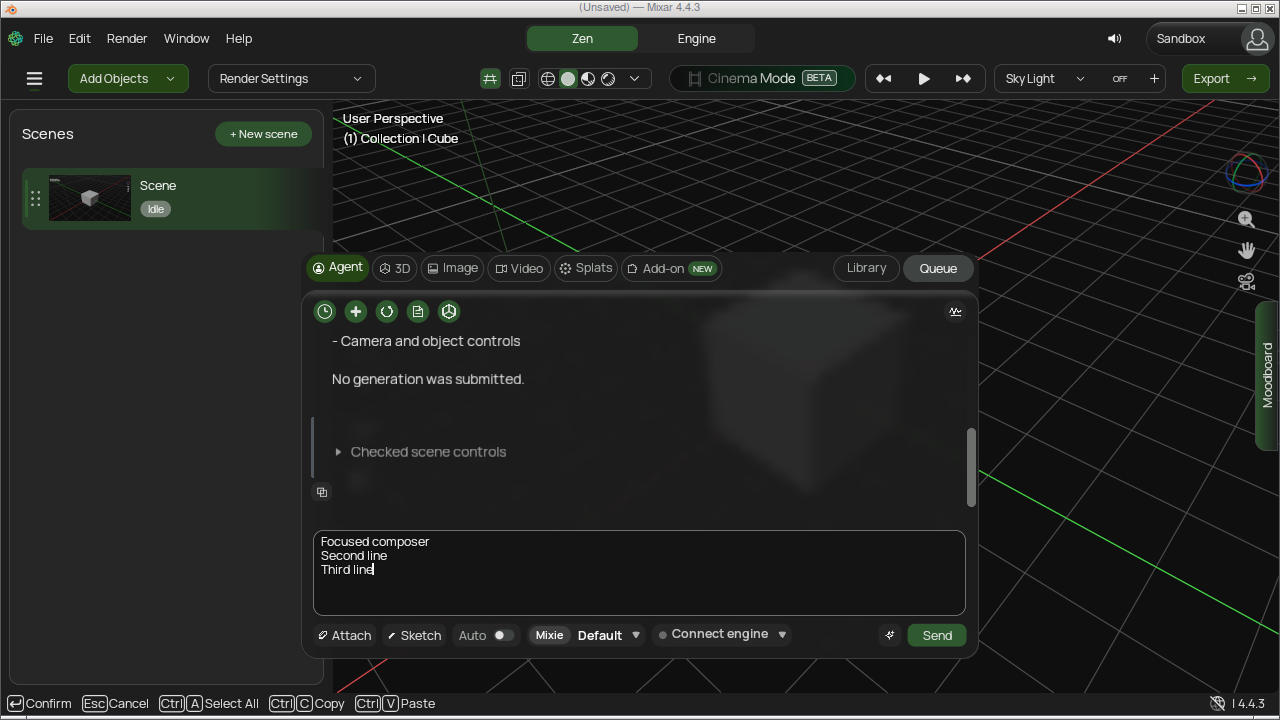 (Unsaved) — Mixar 4.4.3
File Edit Render Window Help
Zen Engine
Sandbox
Add Objects
Render Settings
Cinema Mode BETA
Sky Light
OFF
Export →
Scenes
+ New scene
Scene
Idle
User Perspective
(1) Collection | Cube
Agent 3D Image Video Splats Add-on NEW Library Queue
- Camera and object controls
No generation was submitted.
Checked scene controls
Moodboard
Focused composer
Second line
Third line
Attach Sketch Auto Mixie Default Connect engine Send
Confirm Esc Cancel Ctrl A Select All Ctrl C Copy Ctrl V Paste
| 4.4.3